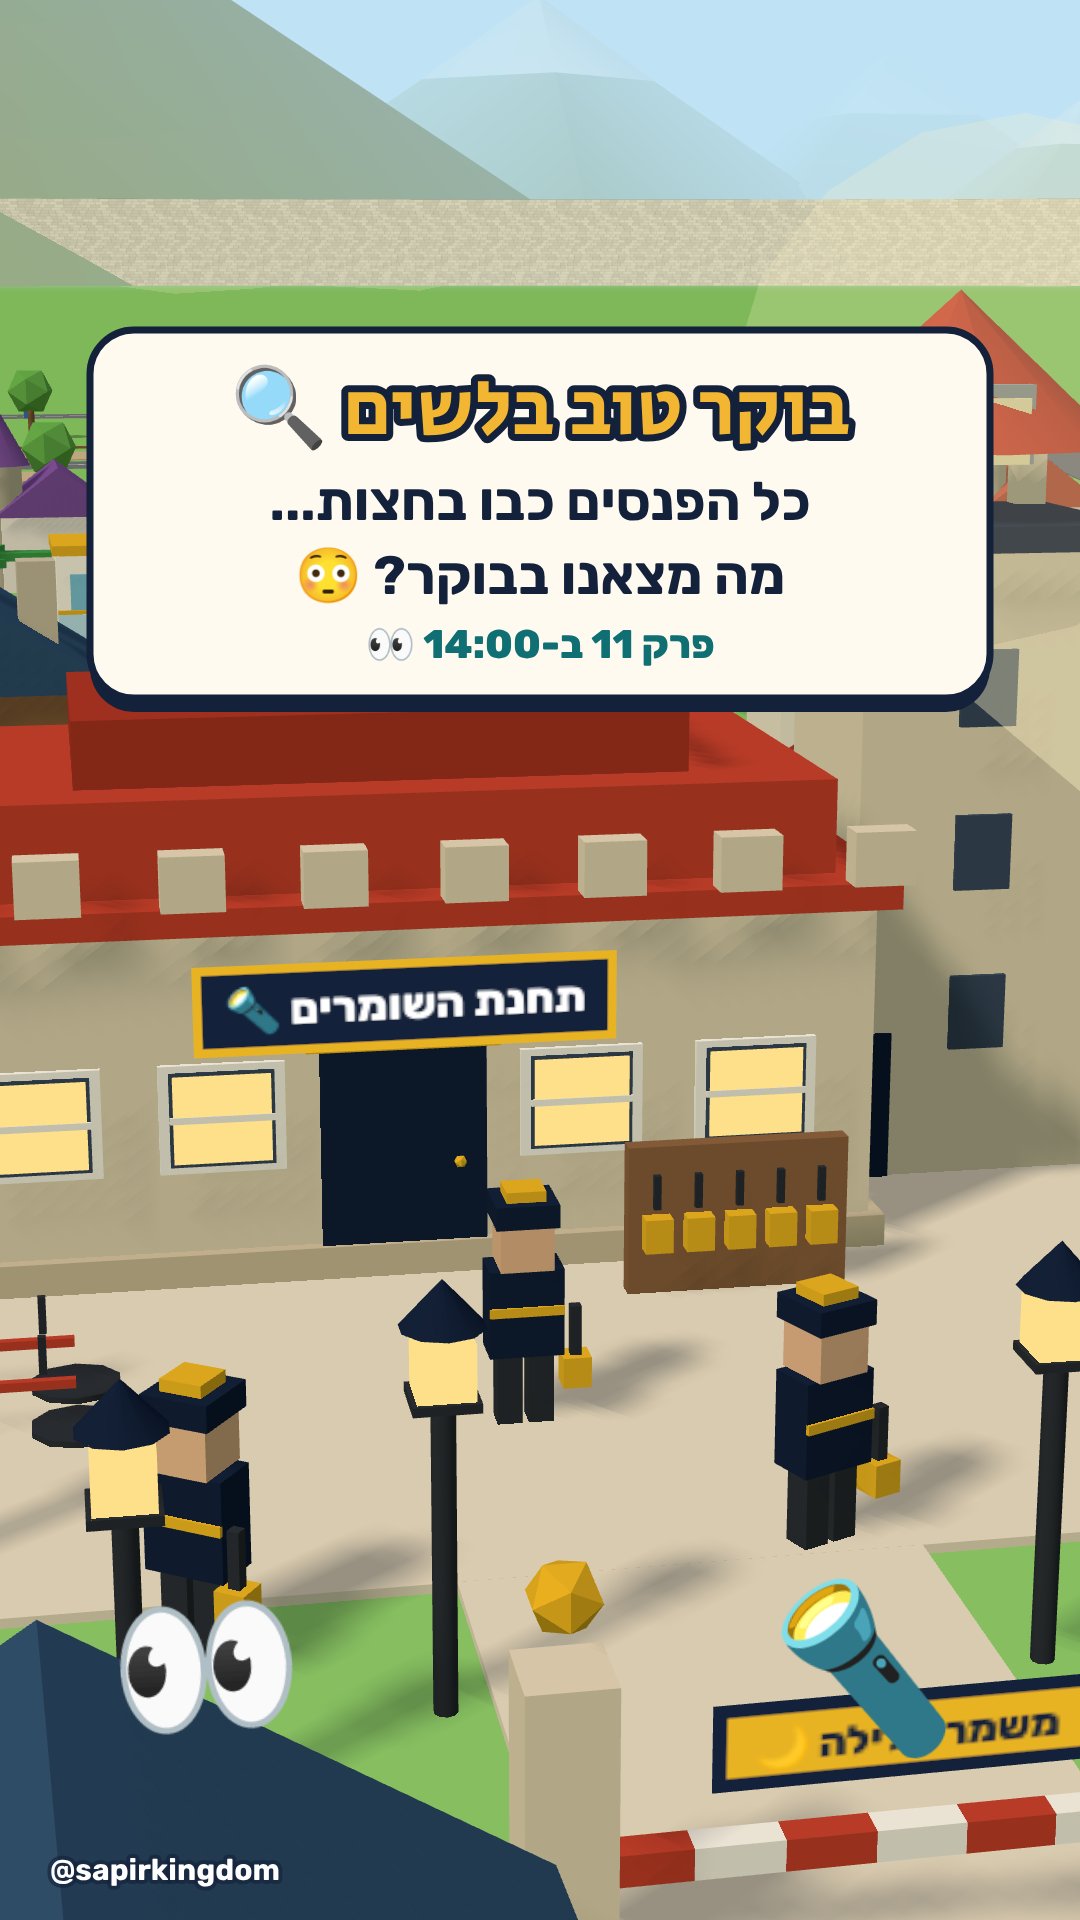 בוקר טוב בלשים 🔍
כל הפנסים כבו בחצות...
מה מצאנו בבוקר? 😳
פרק 11 ב-14:00 👀
תחנת השומרים 🔦
משמר
@sapirkingdom